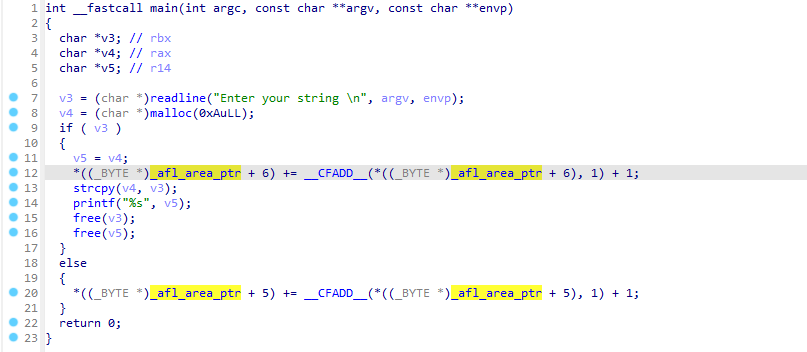 1 int __fastcall main(int argc, const char **argv, const char **envp)
2 {
3 char *v3; // rbx
4 char *v4; // rax
5 char *v5; // r14
6
7 v3 = (char *)readline("Enter your string \n", argv, envp);
8 v4 = (char *)malloc(0xAuLL);
9 if ( v3 )
10 {
11 v5 = v4;
12 *((_BYTE *)_afl_area_ptr + 6) += __CFADD__(*((_BYTE *)_afl_area_ptr + 6), 1) + 1;
13 strcpy(v4, v3);
14 printf("%s", v5);
15 free(v3);
16 free(v5);
17 }
18 else
19 {
20 *((_BYTE *)_afl_area_ptr + 5) += __CFADD__(*((_BYTE *)_afl_area_ptr + 5), 1) + 1;
21 }
22 return 0;
23 }